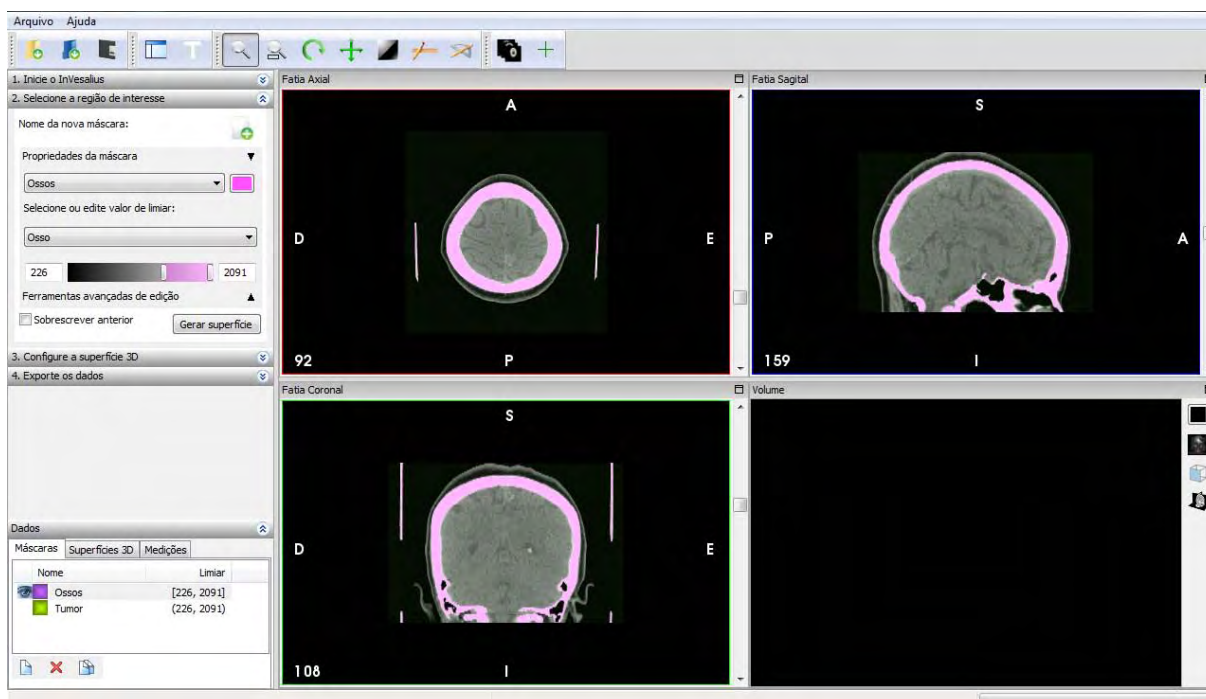 Arquivo Ajuda
1. Inicie o InVesalius
2. Selecione a região de interesse
Nome da nova máscara:
Propriedades da máscara
Ossos
Selecione ou edite valor de limiar:
Osso
226 2091
Ferramentas avançadas de edição
Sobrescrever anterior Gerar superfície
3. Configure a superfície 3D
4. Exporte os dados
Dados
Máscaras Superfícies 3D Medições
Nome Limiar
Ossos [226, 2091]
Tumor (226, 2091)
Fatia Axial
A
D E
92 P
Fatia Sagital
S
P A
159 I
Fatia Coronal
S
D E
108 I
Volume